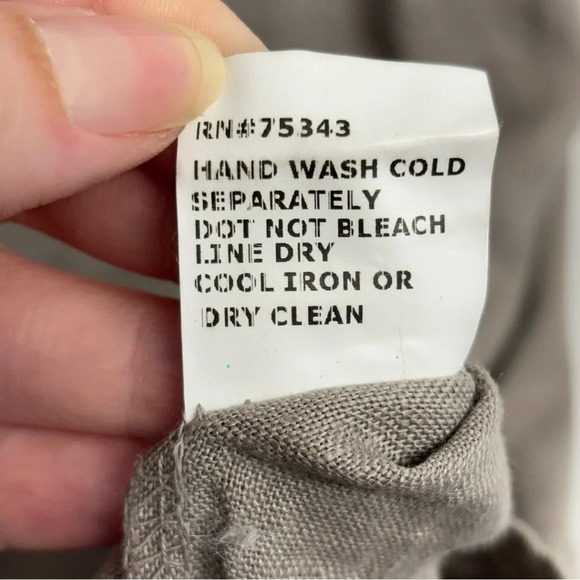 RN#75343
HAND WASH COLD
SEPARATELY
DOT NOT BLEACH
LINE DRY
COOL IRON OR
DRY CLEAN